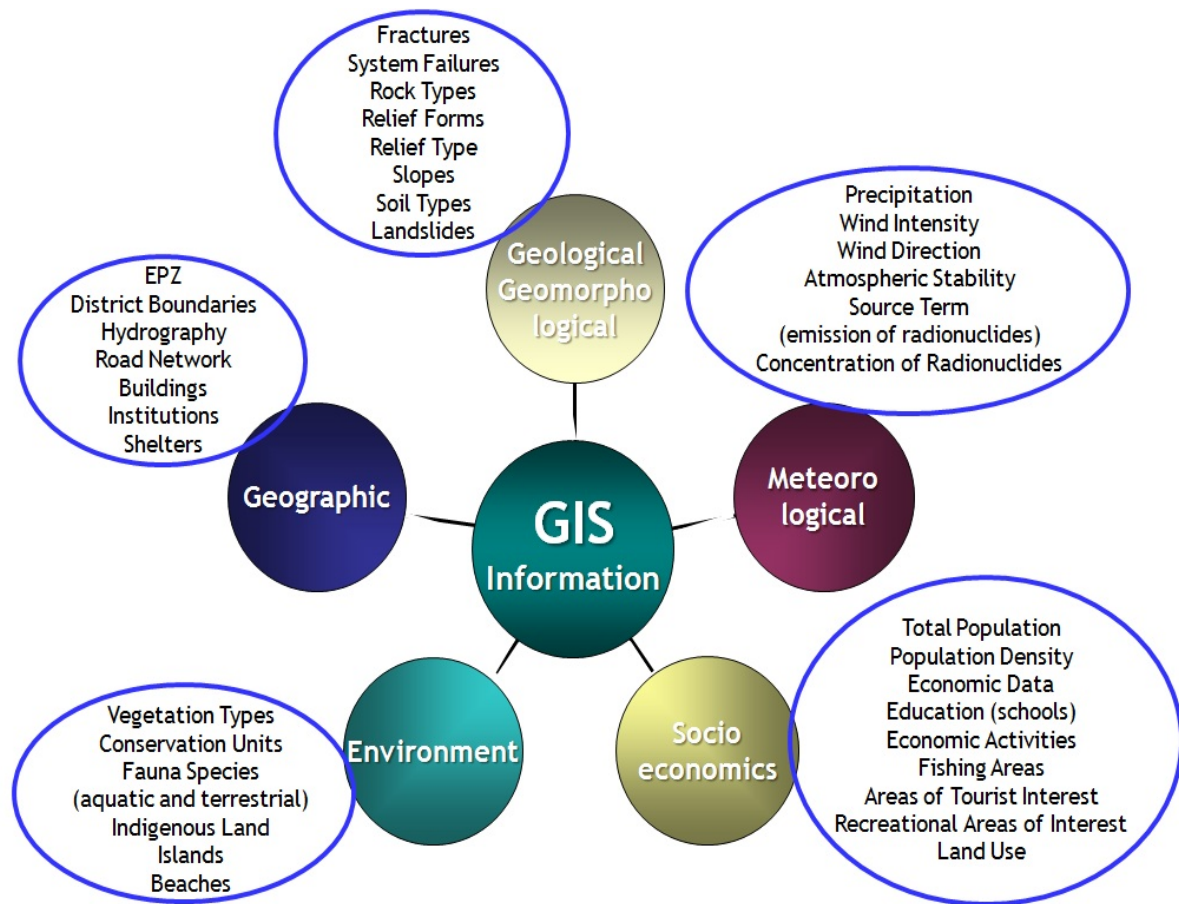 Fractures
System Failures
Rock Types
Relief Forms
Relief Type
Slopes
Soil Types
Landslides
Geological
Geomorpho
logical
Precipitation
Wind Intensity
Wind Direction
Atmospheric Stability
Source Term
(emission of radionuclides)
Concentration of Radionuclides
EPZ
District Boundaries
Hydrography
Road Network
Buildings
Institutions
Shelters
Geographic
Meteoro
logical
GIS
Information
Vegetation Types
Conservation Units
Fauna Species
(aquatic and terrestrial)
Indigenous Land
Islands
Beaches
Environment
Socio
economics
Total Population
Population Density
Economic Data
Education (schools)
Economic Activities
Fishing Areas
Areas of Tourist Interest
Recreational Areas of Interest
Land Use